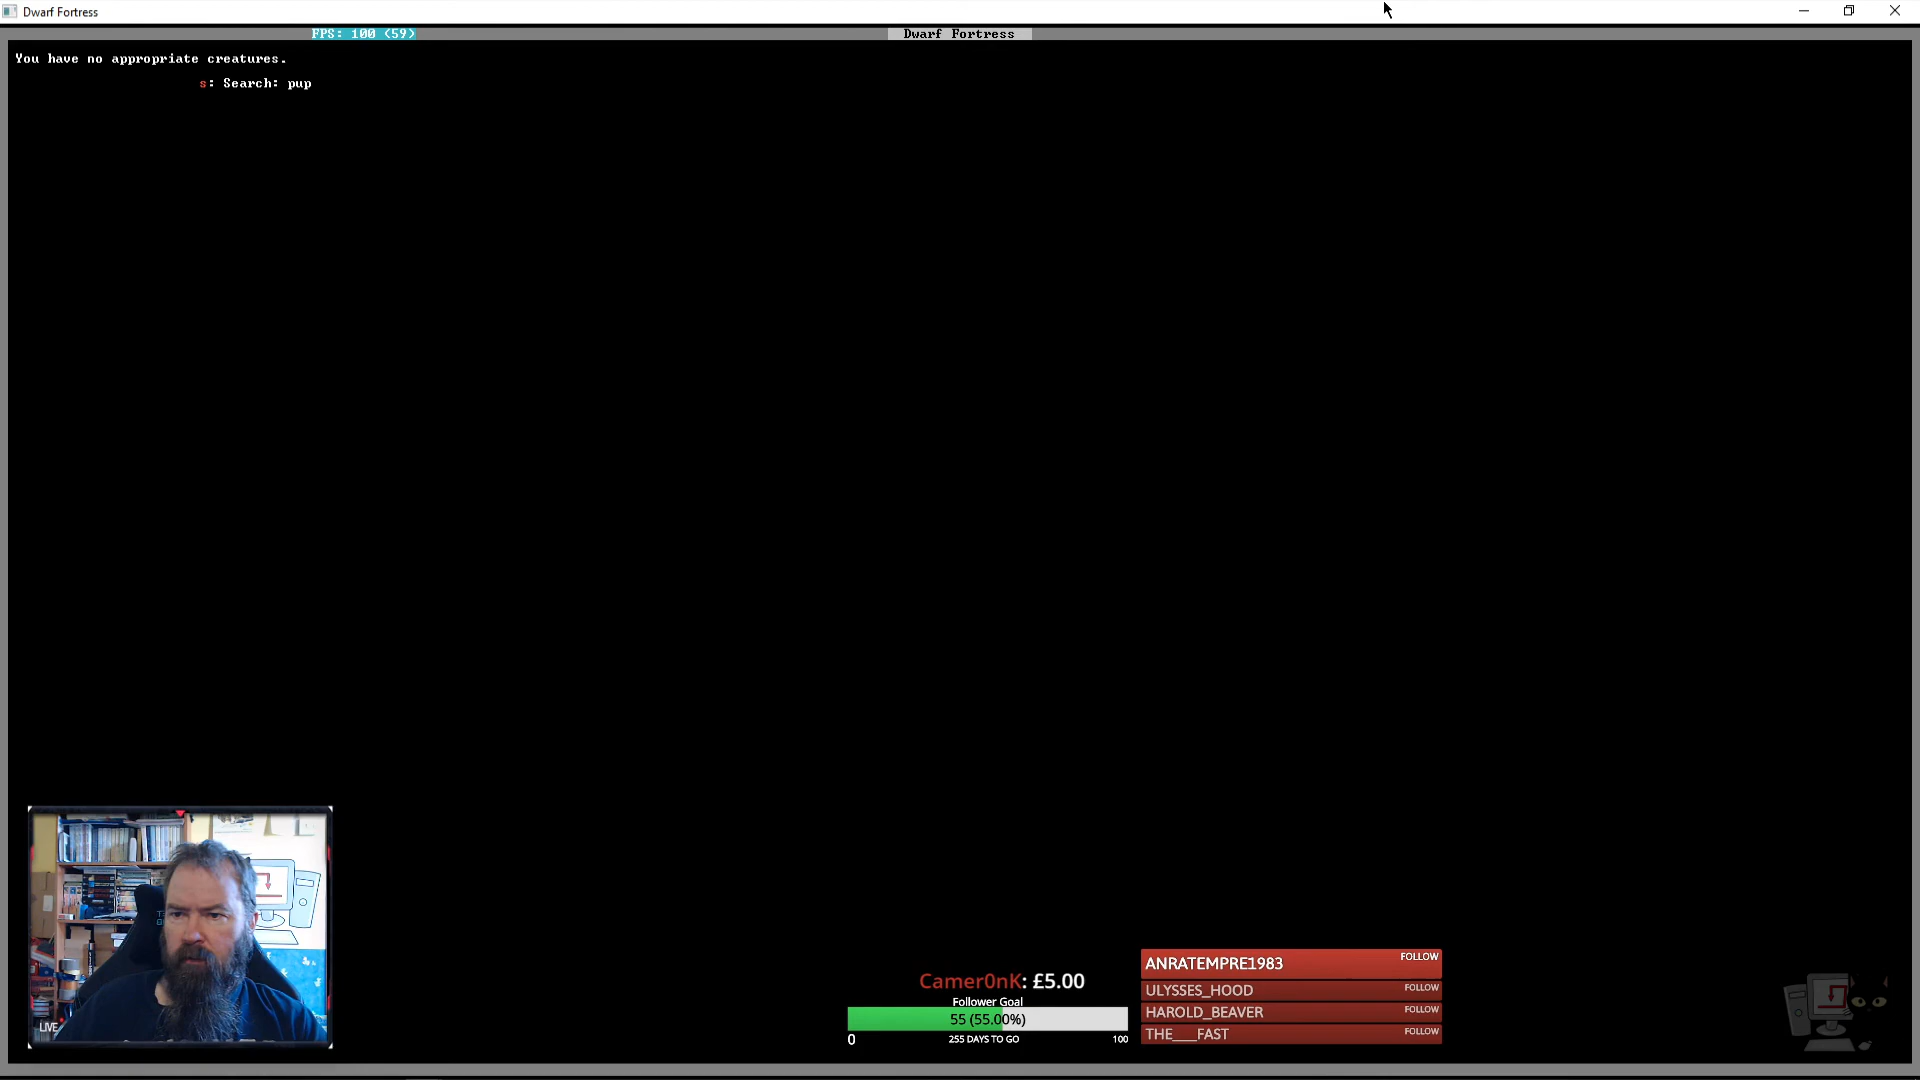 Dwarf Fortress
FPS: 100 (59)
Dwarf Fortress
You have no appropriate creatures.
s: Search: pup
LIVE
Camer0nK: £5.00
Follower Goal
55 (55.00%)
0
255 DAYS TO GO
100
ANRATEMPRE1983 FOLLOW
ULYSSES_HOOD FOLLOW
HAROLD_BEAVER FOLLOW
THE___FAST FOLLOW